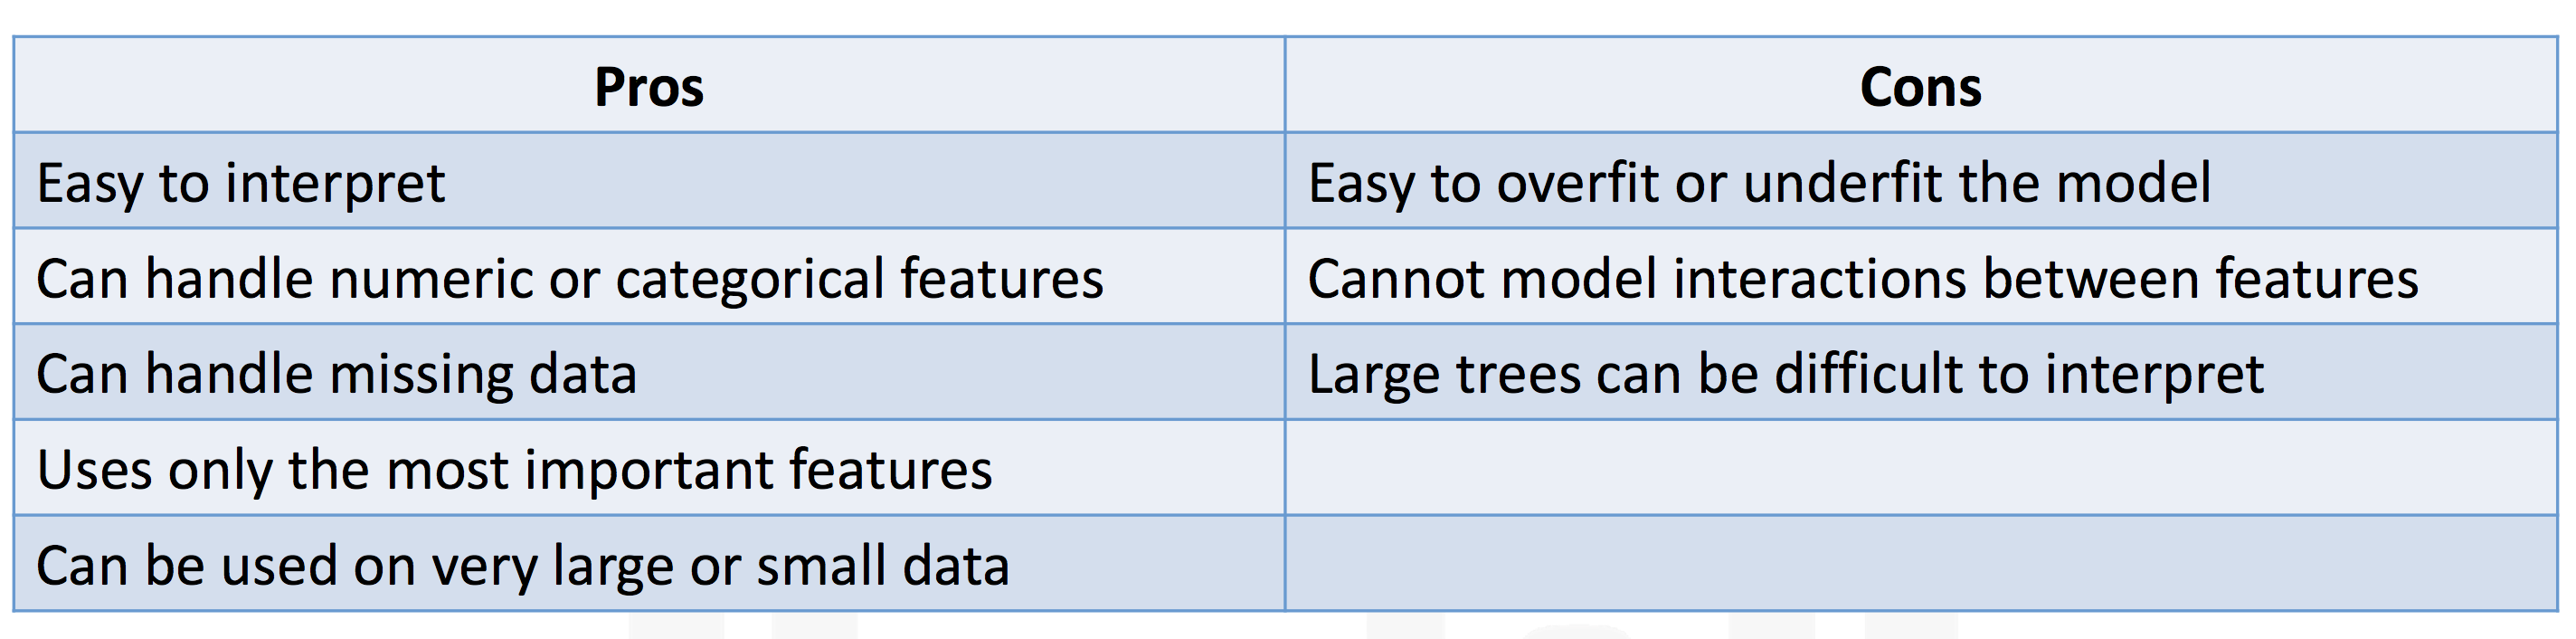 Pros
Cons
Easy to interpret
Easy to overfit or underfit the model
Can handle numeric or categorical features
Cannot model interactions between features
Can handle missing data
Large trees can be difficult to interpret
Uses only the most important features
Can be used on very large or small data